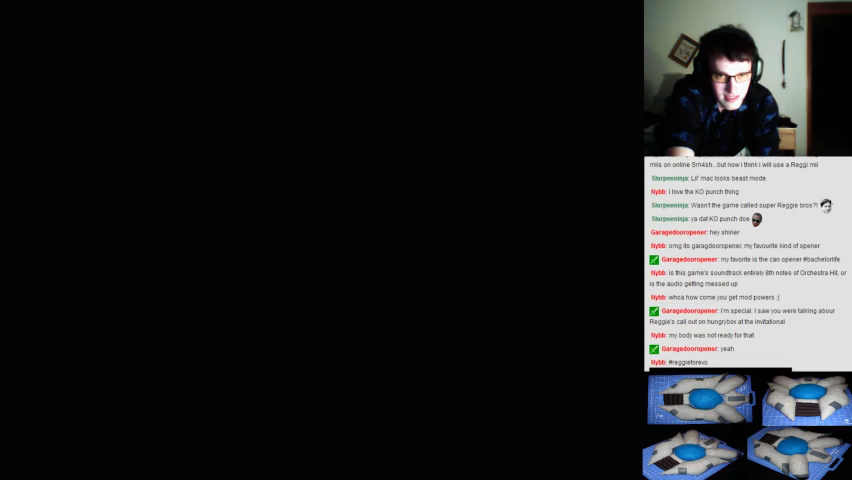 miis on online Sm4sh...but now i think i will use a Reggi mii
Slurpeeninja: Lil' mac looks beast mode.
Nybb: i love the KO punch thing
Slurpeeninja: Wasn't the game called super Reggie bros?!
Slurpeeninja: ya dat KO punch doe
Garagedooropener: hey shiner
Nybb: omg its garagdooropener, my favourite kind of opener
Garagedooropener: my favorite is the can opener #bachelorlife
Nybb: is this game's soundtrack entirely 8th notes of Orchestra Hit, or
is the audio getting messed up
Nybb: whoa how come you get mod powers ;(
Garagedooropener: i'm special. I saw you were talking abour
Reggie's call out on hungrybox at the invitational
Nybb: my body was not ready for that
Garagedooropener: yeah
Nybb: #reggieforevo